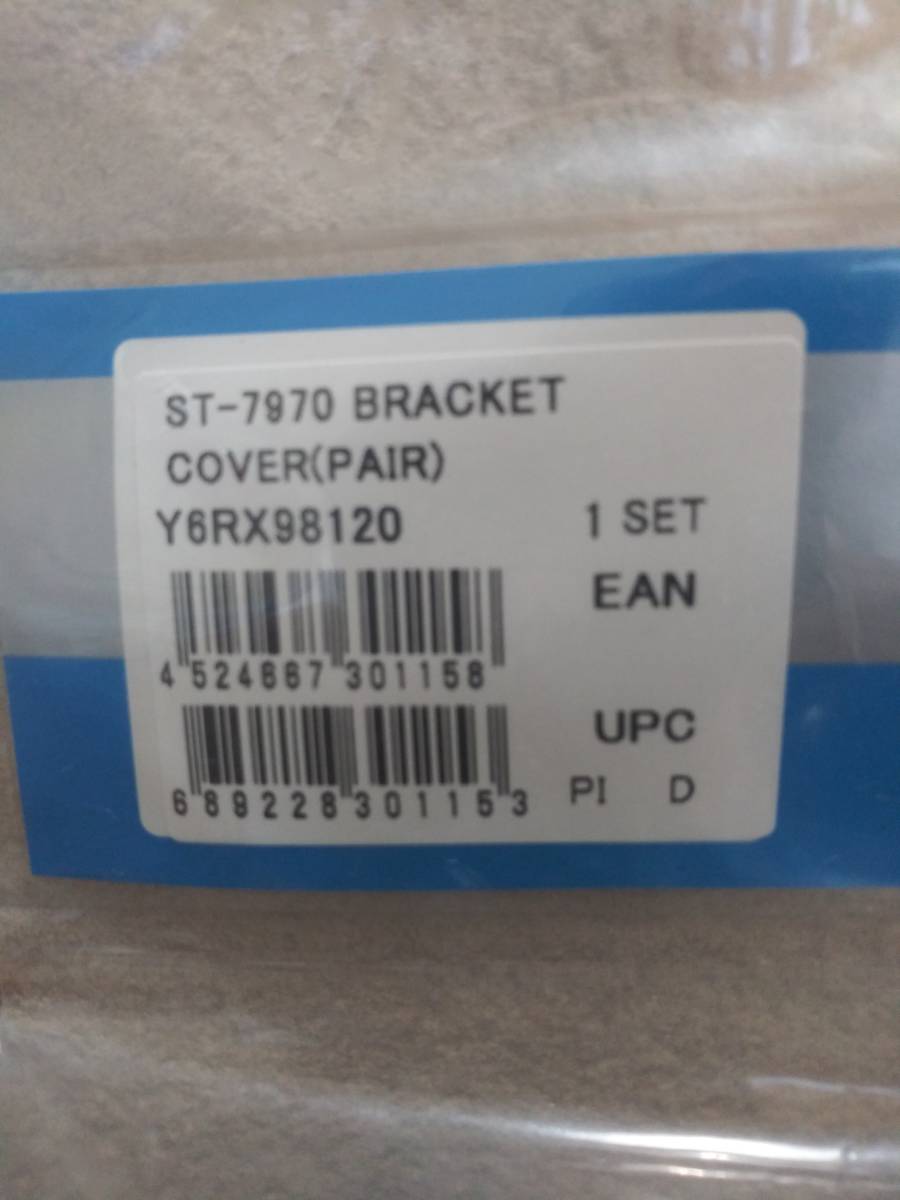 ST-7970 BRACKET
COVER(PAIR)
Y6RX98120 1 SET
EAN
4 524667 301158
UPC
6 89228 30115 3 PI D